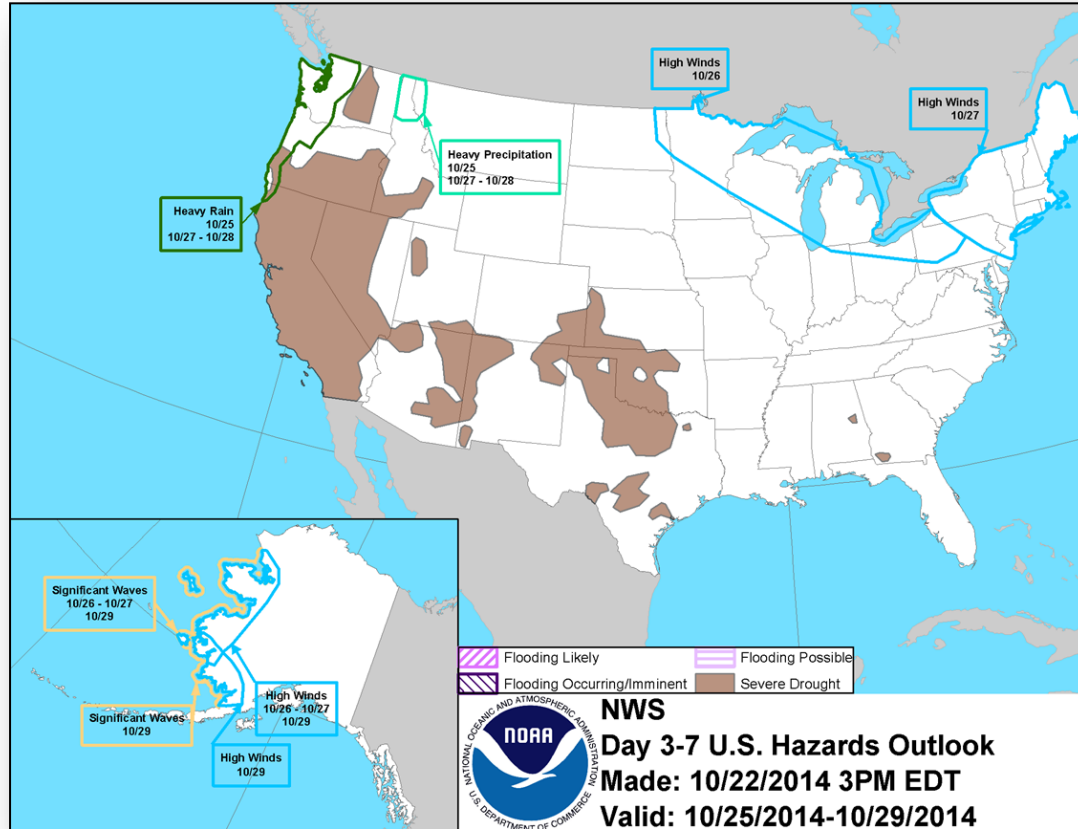 High Winds
10/26
High Winds
10/27
Heavy Precipitation
10/25
10/27 - 10/28
Heavy Rain
10/25
10/27 - 10/28
Significant Waves
10/26 - 10/27
10/29
High Winds
10/26 - 10/27
10/29
Significant Waves
10/29
High Winds
10/29
Flooding Likely
Flooding Possible
Flooding Occurring/Imminent
Severe Drought
NATIONAL OCEANIC AND ATMOSPHERIC ADMINISTRATION
NOAA
U.S. DEPARTMENT OF COMMERCE
NWS
Day 3-7 U.S. Hazards Outlook
Made: 10/22/2014 3PM EDT
Valid: 10/25/2014-10/29/2014